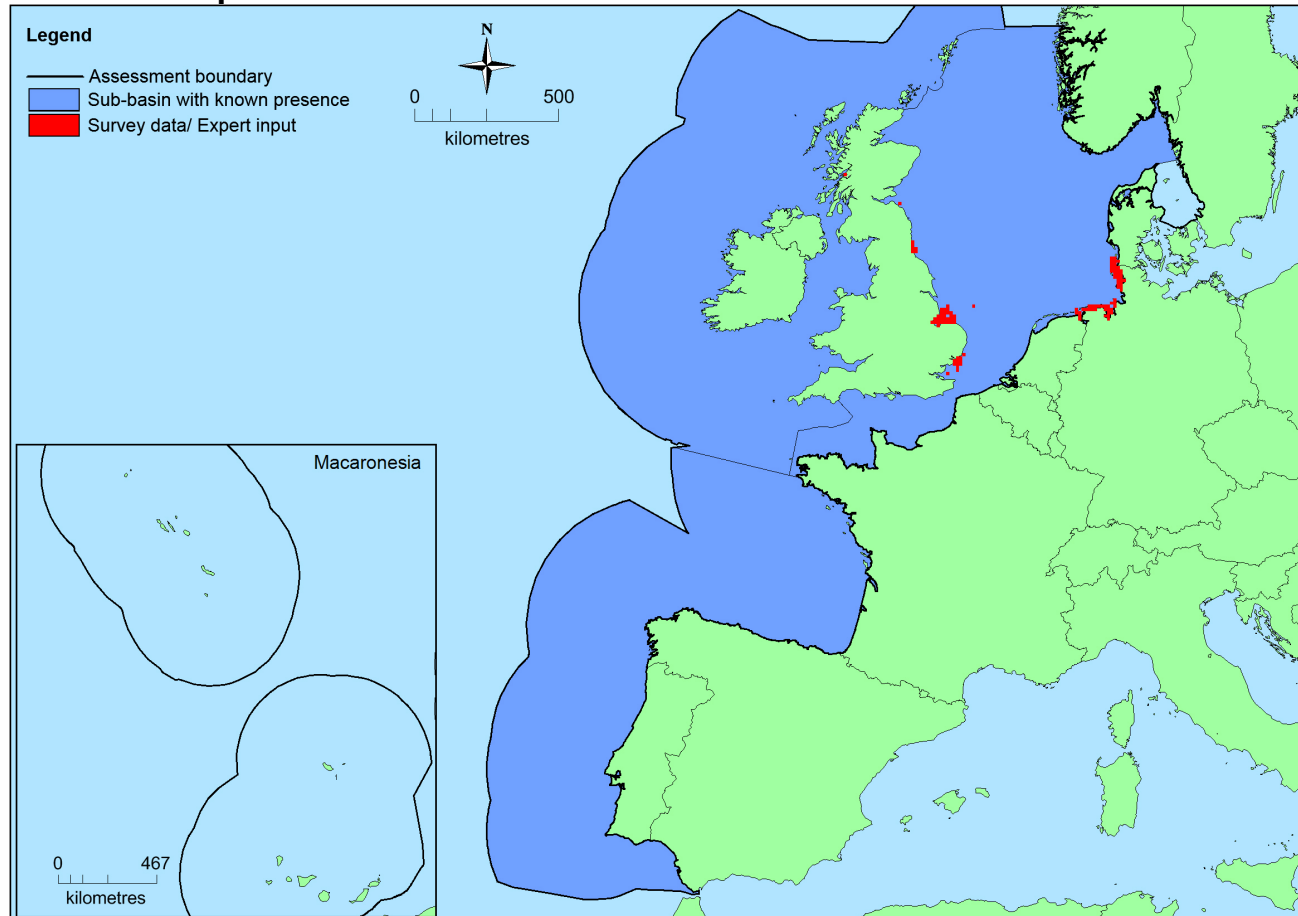 Legend
Assessment boundary
Sub-basin with known presence
Survey data/ Expert input
N
0 500
kilometres
Macaronesia
0 467
kilometres